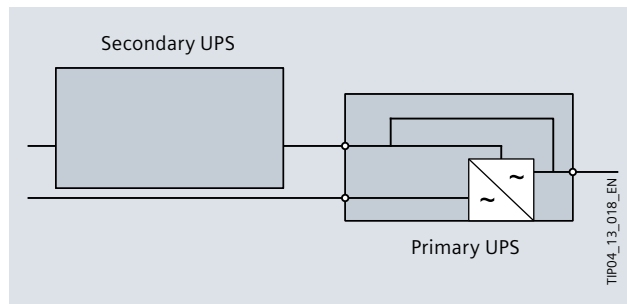 Secondary UPS
~
~
Primary UPS
TIP04_13_018_EN